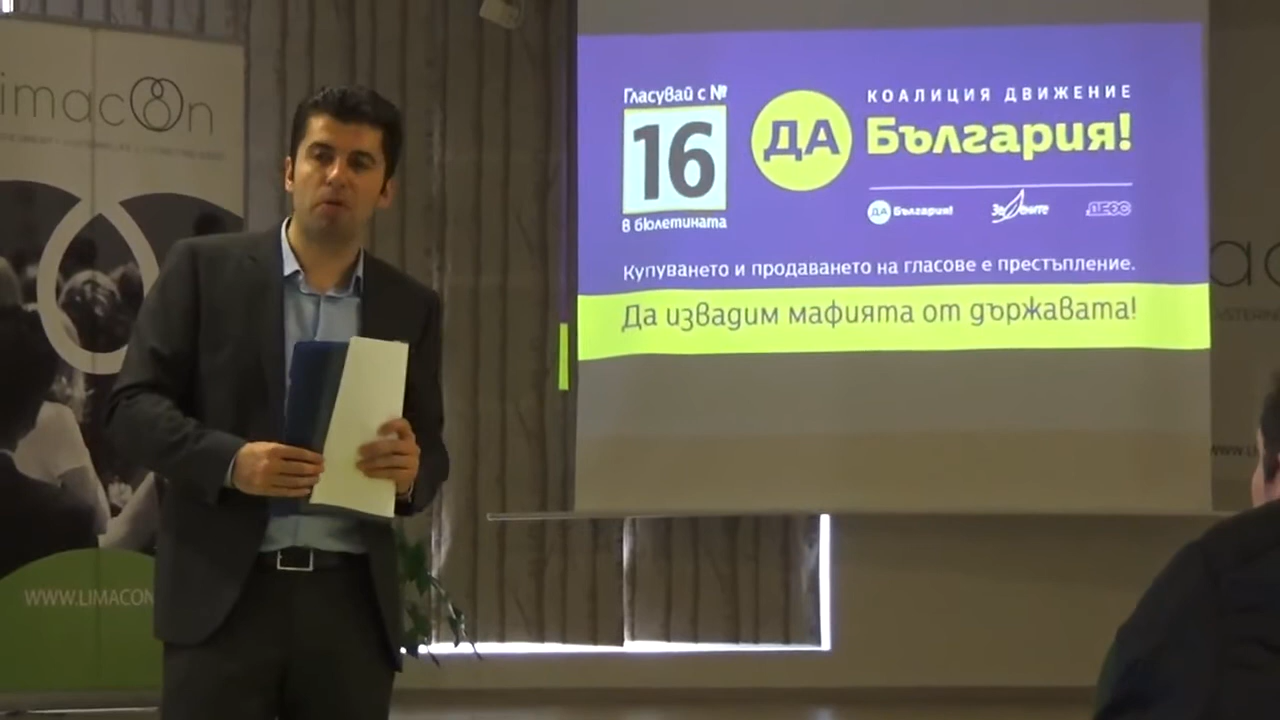 limacon
WWW.LIMACON
Гласувай с №
16
в бюлетината
ДА
КОАЛИЦИЯ ДВИЖЕНИЕ
България!
ДА България!
Зелените
ДЕОС
Купуването и продаването на гласове е престъпление.
Да извадим мафията от държавата!